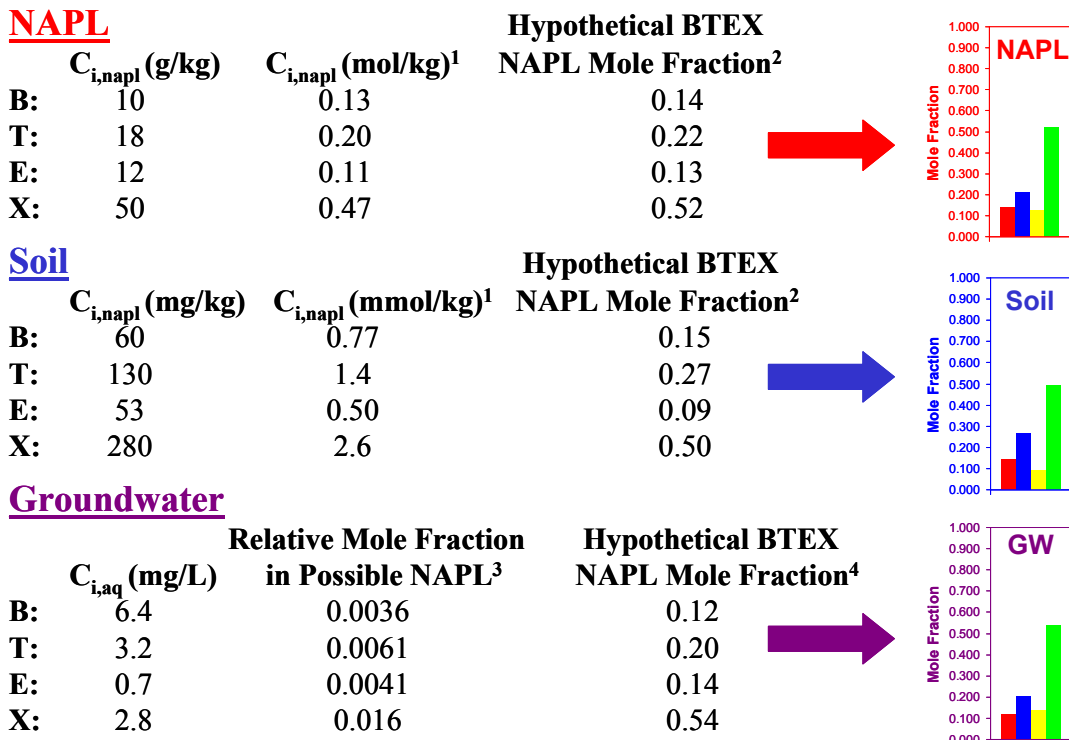 NAPL
Hypothetical BTEX
Ci,napl (g/kg) Ci,napl (mol/kg)1 NAPL Mole Fraction2
B: 10 0.13 0.14
T: 18 0.20 0.22
E: 12 0.11 0.13
X: 50 0.47 0.52
1.000
0.900
0.800
0.700
0.600
0.500
0.400
0.300
0.200
0.100
0.000
Mole Fraction
NAPL
Soil
Hypothetical BTEX
Ci,napl (mg/kg) Ci,napl (mmol/kg)1 NAPL Mole Fraction2
B: 60 0.77 0.15
T: 130 1.4 0.27
E: 53 0.50 0.09
X: 280 2.6 0.50
1.000
0.900
0.800
0.700
0.600
0.500
0.400
0.300
0.200
0.100
0.000
Mole Fraction
Soil
Groundwater
Relative Mole Fraction Hypothetical BTEX
Ci,aq (mg/L) in Possible NAPL3 NAPL Mole Fraction4
B: 6.4 0.0036 0.12
T: 3.2 0.0061 0.20
E: 0.7 0.0041 0.14
X: 2.8 0.016 0.54
1.000
0.900
0.800
0.700
0.600
0.500
0.400
0.300
0.200
0.100
0.000
Mole Fraction
GW